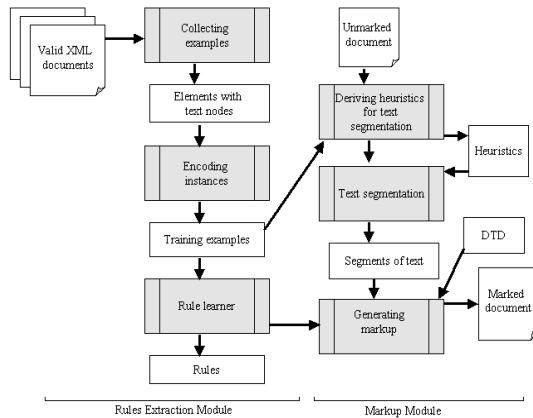 Valid XML
documents
Collecting
examples
Elements with
text nodes
Encoding
instances
Training examples
Rule learner
Rules
Unmarked
document
Deriving heuristics
for text
segmentation
Heuristics
Text segmentation
DTD
Segments of text
Generating
markup
Marked
document
Rules Extraction Module
Markup Module